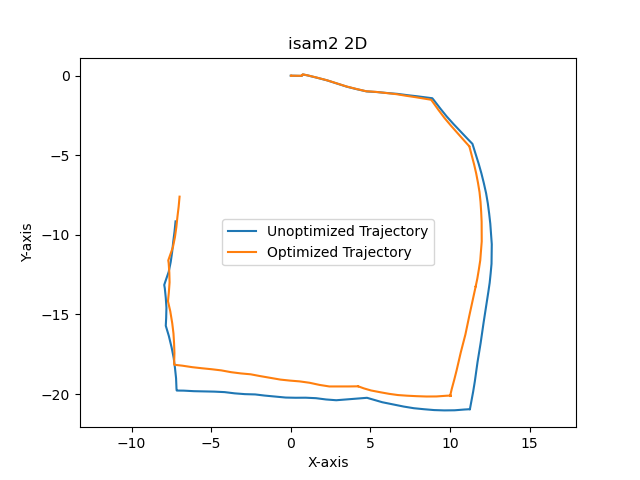 isam2 2D
0
−5
−10
−15
−20
Y-axis
Unoptimized Trajectory
Optimized Trajectory
−10
−5
0
5
10
15
X-axis